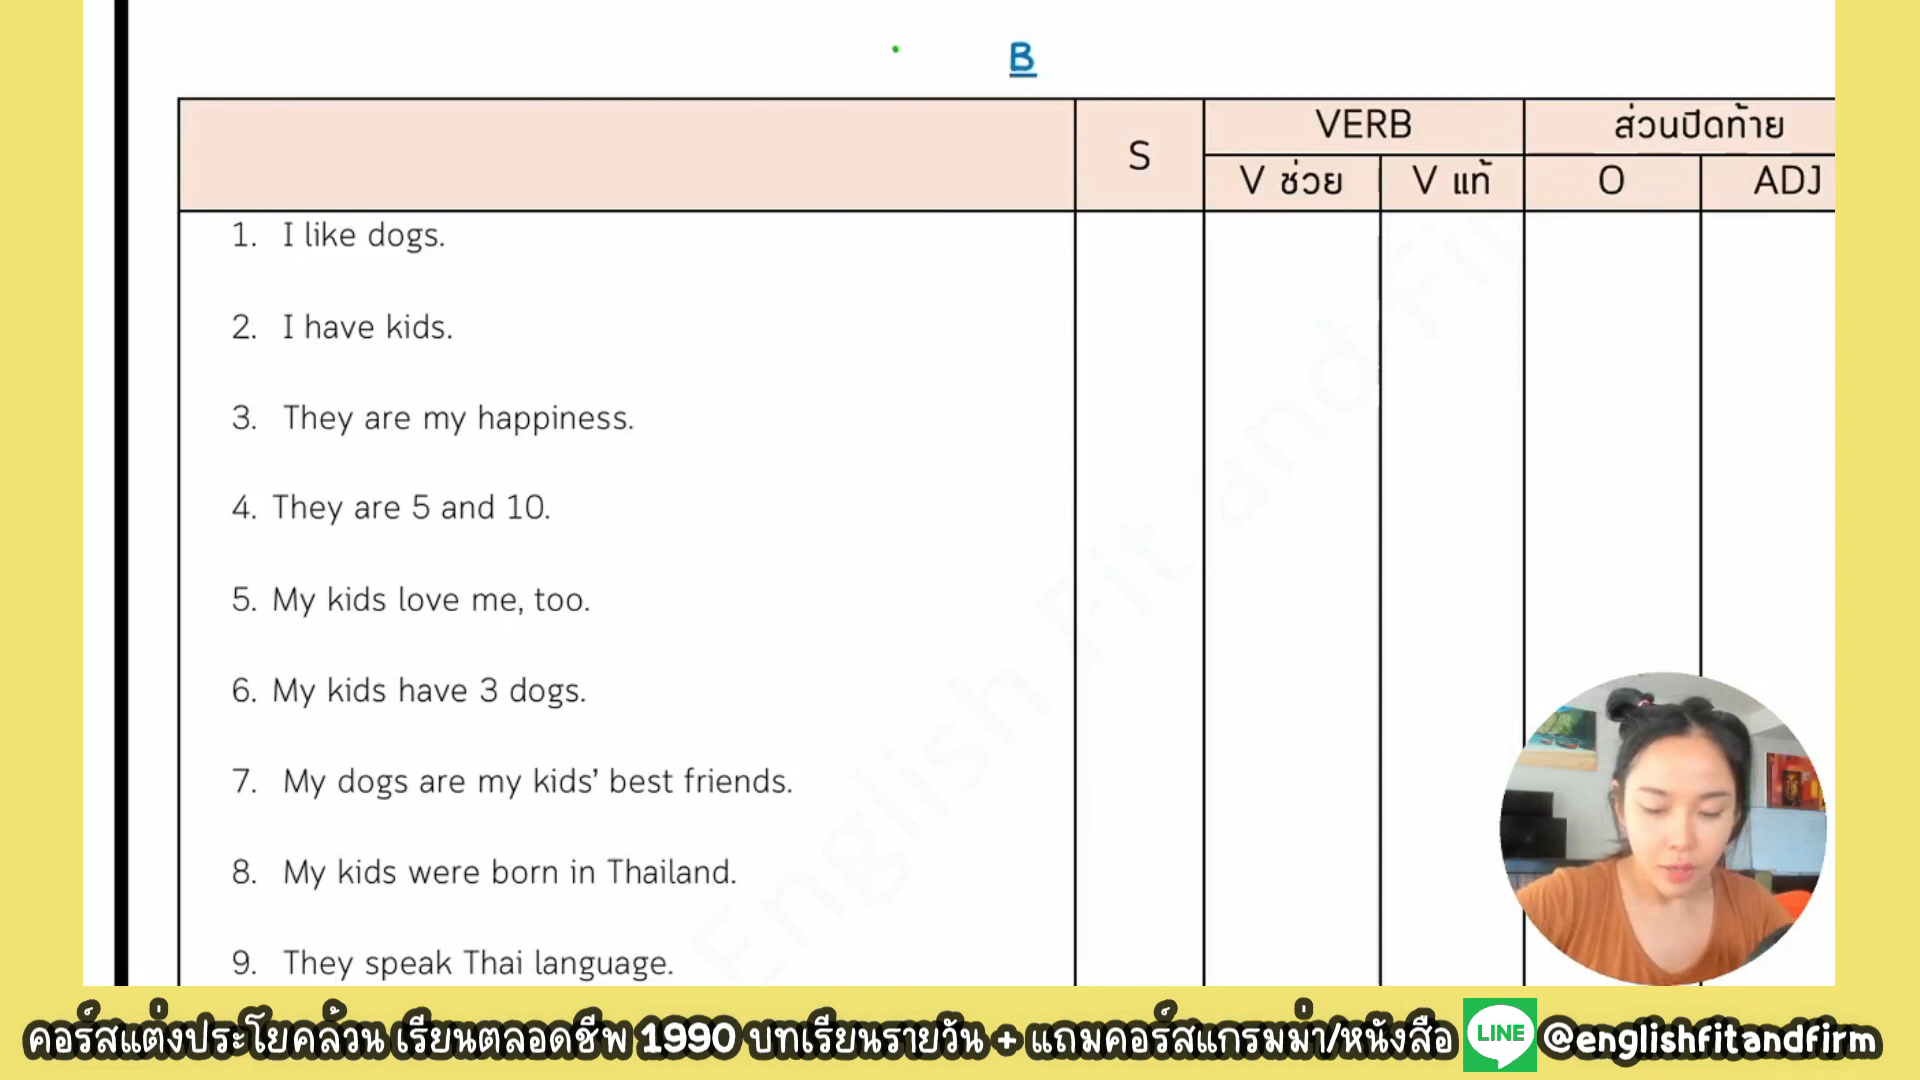 B
S
VERB
ส่วนปิดท้าย
V ช่วย
V แท้
O
ADJ
1. I like dogs.
2. I have kids.
3. They are my happiness.
4. They are 5 and 10.
5. My kids love me, too.
6. My kids have 3 dogs.
7. My dogs are my kids’ best friends.
8. My kids were born in Thailand.
9. They speak Thai language.
English Fit and Fir
คอร์สแต่งประโยคล้วน เรียนตลอดชีพ 1990 บทเรียนรายวัน + แถมคอร์สแกรมม่า/หนังสือ LINE @englishfitandfirm